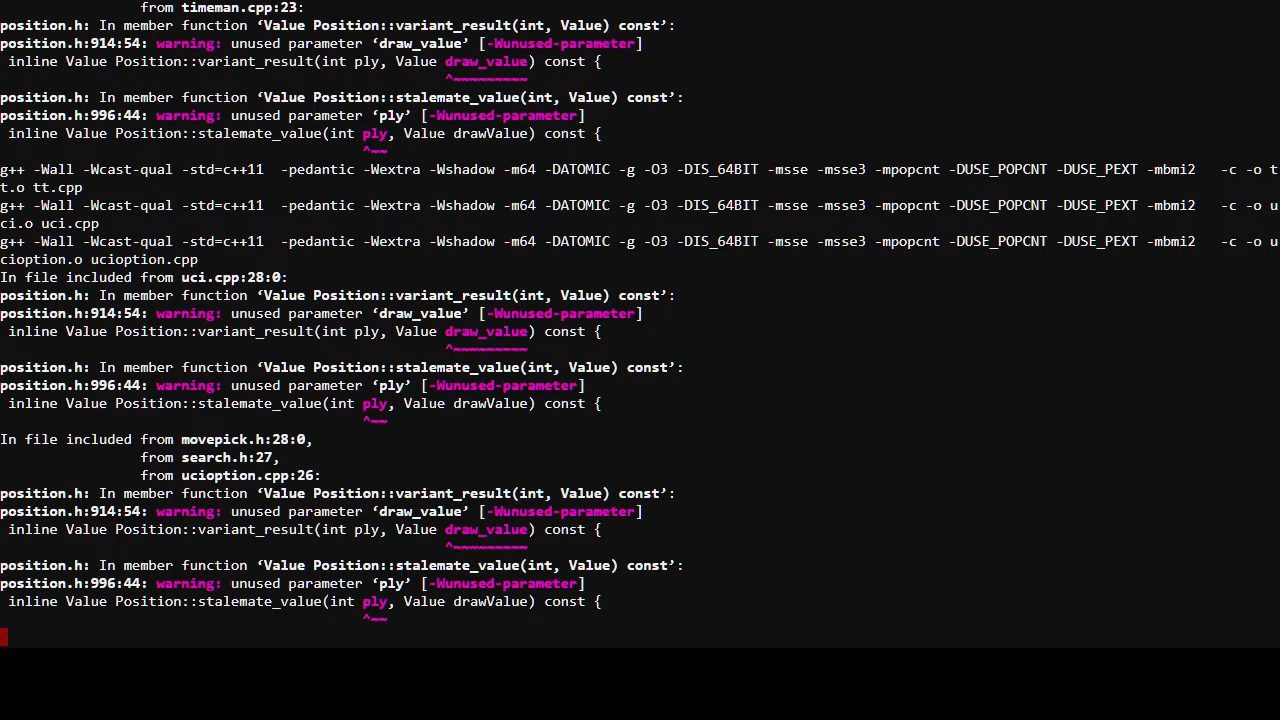 from timeman.cpp:23:
position.h: In member function ‘Value Position::variant_result(int, Value) const’:
position.h:914:54: warning: unused parameter ‘draw_value’ [-Wunused-parameter]
inline Value Position::variant_result(int ply, Value draw_value) const {
^~~~~~~~~~
position.h: In member function ‘Value Position::stalemate_value(int, Value) const’:
position.h:996:44: warning: unused parameter ‘ply’ [-Wunused-parameter]
inline Value Position::stalemate_value(int ply, Value drawValue) const {
^~~
g++ -Wall -Wcast-qual -std=c++11  -pedantic -Wextra -Wshadow -m64 -DATOMIC -g -O3 -DIS_64BIT -msse -msse3 -mpopcnt -DUSE_POPCNT -DUSE_PEXT -mbmi2   -c -o t
t.o tt.cpp
g++ -Wall -Wcast-qual -std=c++11  -pedantic -Wextra -Wshadow -m64 -DATOMIC -g -O3 -DIS_64BIT -msse -msse3 -mpopcnt -DUSE_POPCNT -DUSE_PEXT -mbmi2   -c -o u
ci.o uci.cpp
g++ -Wall -Wcast-qual -std=c++11  -pedantic -Wextra -Wshadow -m64 -DATOMIC -g -O3 -DIS_64BIT -msse -msse3 -mpopcnt -DUSE_POPCNT -DUSE_PEXT -mbmi2   -c -o u
cioption.o ucioption.cpp
In file included from uci.cpp:28:0:
position.h: In member function ‘Value Position::variant_result(int, Value) const’:
position.h:914:54: warning: unused parameter ‘draw_value’ [-Wunused-parameter]
inline Value Position::variant_result(int ply, Value draw_value) const {
^~~~~~~~~~
position.h: In member function ‘Value Position::stalemate_value(int, Value) const’:
position.h:996:44: warning: unused parameter ‘ply’ [-Wunused-parameter]
inline Value Position::stalemate_value(int ply, Value drawValue) const {
^~~
In file included from movepick.h:28:0,
from search.h:27,
from ucioption.cpp:26:
position.h: In member function ‘Value Position::variant_result(int, Value) const’:
position.h:914:54: warning: unused parameter ‘draw_value’ [-Wunused-parameter]
inline Value Position::variant_result(int ply, Value draw_value) const {
^~~~~~~~~~
position.h: In member function ‘Value Position::stalemate_value(int, Value) const’:
position.h:996:44: warning: unused parameter ‘ply’ [-Wunused-parameter]
inline Value Position::stalemate_value(int ply, Value drawValue) const {
^~~